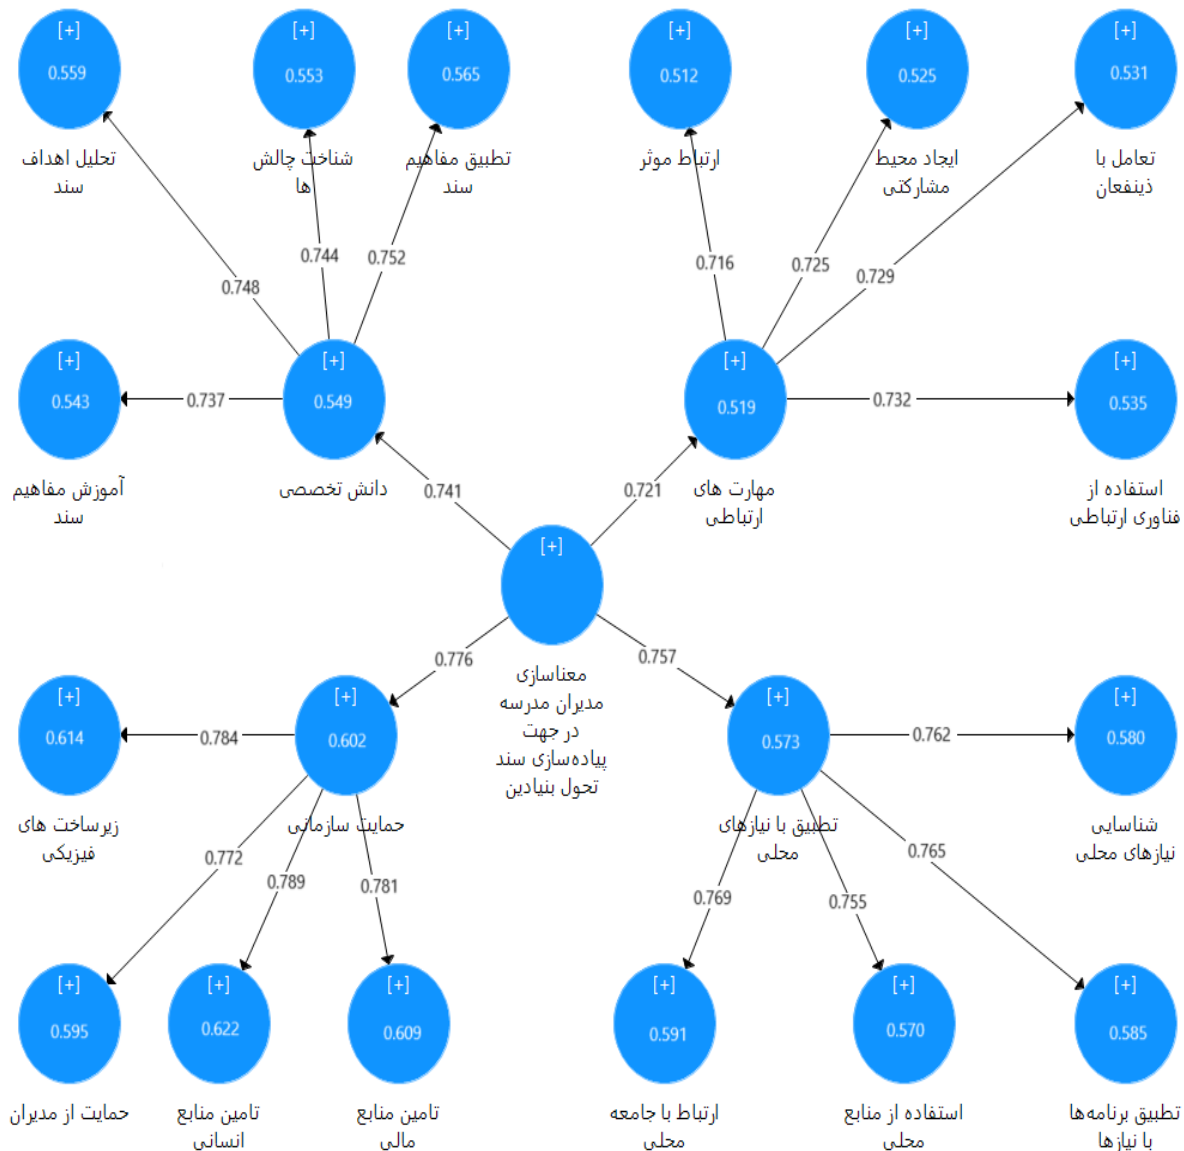 [+]
0.559
تحلیل اهداف
سند
[+]
0.553
شناخت چالش
ها
[+]
0.565
تطبیق مفاهیم
سند
[+]
0.512
ارتباط موثر
[+]
0.525
ایجاد محیط
مشارکتی
[+]
0.531
تعامل با
ذینفعان
0.748
0.744
0.752
0.716
0.725
0.729
[+]
0.543
آموزش مفاهیم
سند
0.737
[+]
0.549
دانش تخصصی
[+]
0.519
مهارت های
ارتباطی
0.732
[+]
0.535
استفاده از
فناوری ارتباطی
0.741
0.721
[+]
معناسازی
مدیران مدرسه
در جهت
پیاده‌سازی سند
تحول بنیادین
0.776
0.757
[+]
0.614
زیرساخت های
فیزیکی
0.784
[+]
0.602
حمایت سازمانی
[+]
0.573
تطبیق با نیازهای
محلی
0.762
[+]
0.580
شناسایی
نیازهای محلی
0.772
0.789
0.781
0.769
0.755
0.765
[+]
0.595
حمایت از مدیران
[+]
0.622
تامین منابع
انسانی
[+]
0.609
تامین منابع
مالی
[+]
0.591
ارتباط با جامعه
محلی
[+]
0.570
استفاده از منابع
محلی
[+]
0.585
تطبیق برنامه‌ها
با نیازها